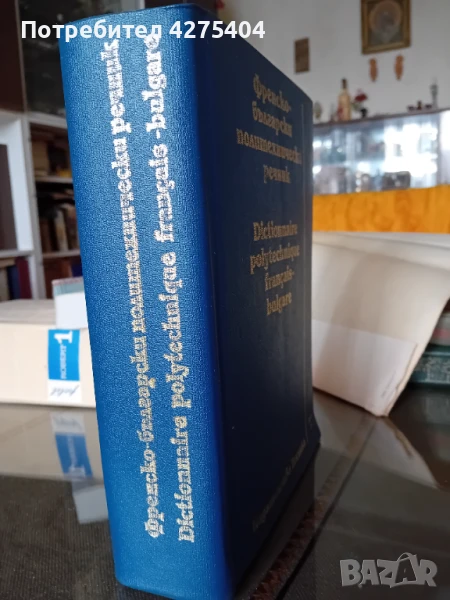 Потребител 4275404
Френско-български политехнически речник
Dictionnaire polytechnique français-bulgare
Френско-
български
политехнически
речник
Dictionnaire
polytechnique
français-
bulgare
1
BAZAR